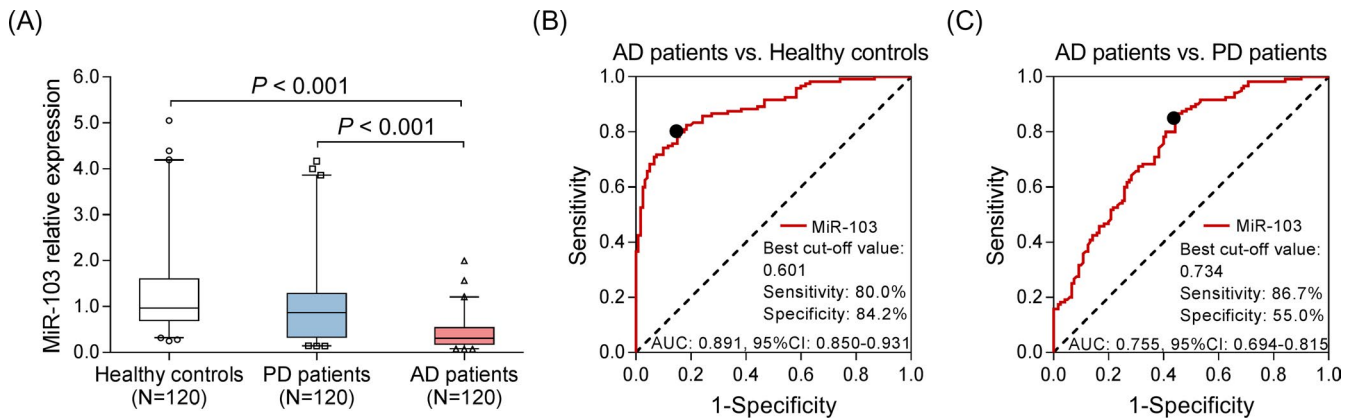 (A)
MiR-103 relative expression
6.0
5.0
4.0
3.0
2.0
1.0
0.0
P < 0.001
P < 0.001
Healthy controls
(N=120)
PD patients
(N=120)
AD patients
(N=120)
(B)
AD patients vs. Healthy controls
Sensitivity
1.0
0.8
0.6
0.4
0.2
0.0
MiR-103
Best cut-off value:
0.601
Sensitivity: 80.0%
Specificity: 84.2%
AUC: 0.891, 95%CI: 0.850-0.931
0.0 0.2 0.4 0.6 0.8 1.0
1-Specificity
(C)
AD patients vs. PD patients
Sensitivity
1.0
0.8
0.6
0.4
0.2
0.0
MiR-103
Best cut-off value:
0.734
Sensitivity: 86.7%
Specificity: 55.0%
AUC: 0.755, 95%CI: 0.694-0.815
0.0 0.2 0.4 0.6 0.8 1.0
1-Specificity